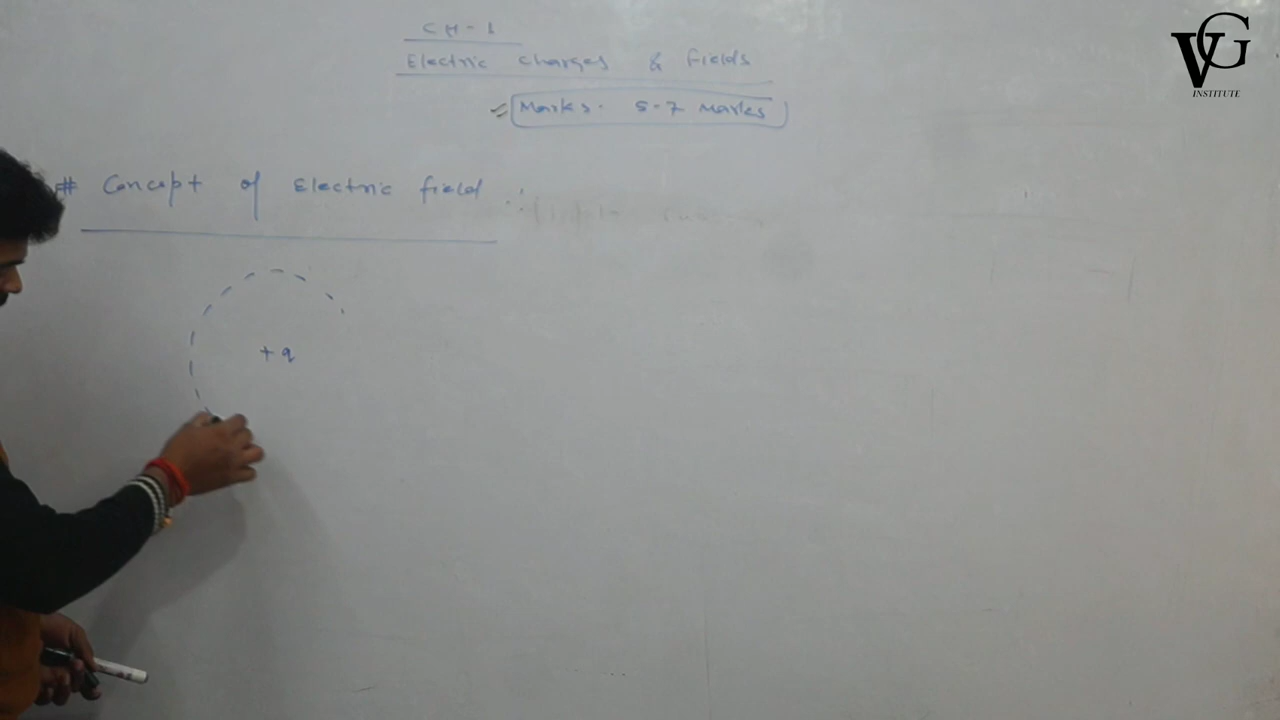 CH-1
Electric charges & fields
Marks. 5-7 Marks
# Concept of Electric field :
+q
VG
INSTITUTE